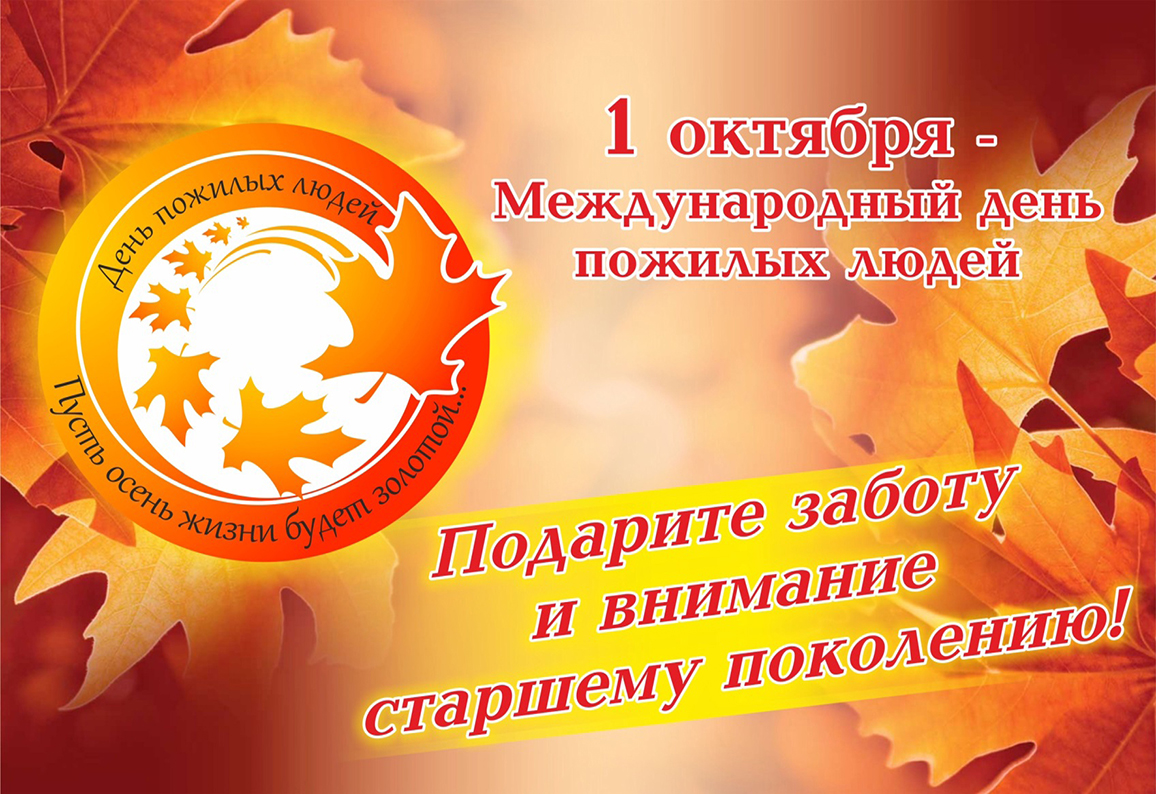 День пожилых людей
Пусть осень жизни будет золотой...
1 октября -
Международный день
пожилых людей
Подарите заботу
и внимание
старшему поколению!